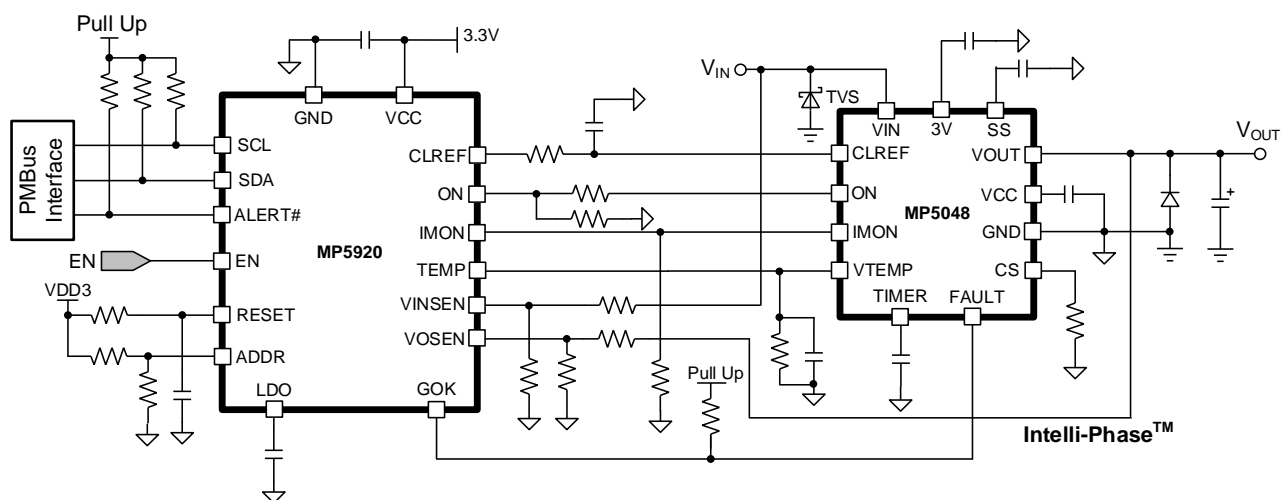 Pull Up
3.3V
GND
VCC
PMBus
Interface
SCL
SDA
ALERT#
EN
EN
VDD3
RESET
ADDR
LDO
GOK
MP5920
CLREF
ON
IMON
TEMP
VINSEN
VOSEN
VIN
TVS
VIN
3V
SS
CLREF
ON
IMON
VTEMP
TIMER
FAULT
MP5048
VOUT
VCC
GND
CS
VOUT
Pull Up
Intelli-Phase™